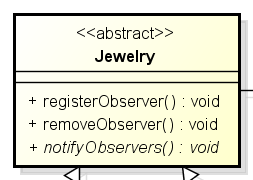 <<abstract>>
Jewelry
+ registerObserver() : void
+ removeObserver() : void
+ notifyObservers() : void